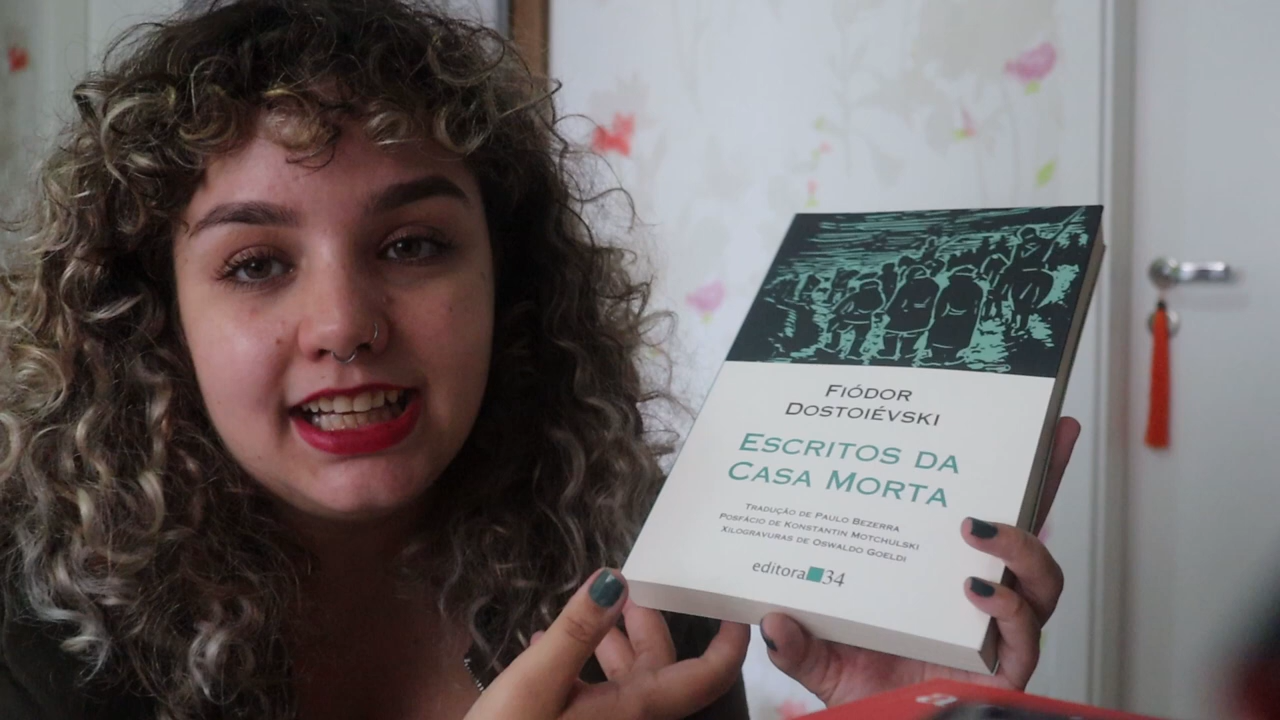 FIÓDOR
DOSTOIÉVSKI
ESCRITOS DA
CASA MORTA
TRADUÇÃO DE PAULO BEZERRA
POSFÁCIO DE KONSTANTIN MOTCHULSKI
XILOGRAVURAS DE OSWALDO GOELDI
editora 34
a